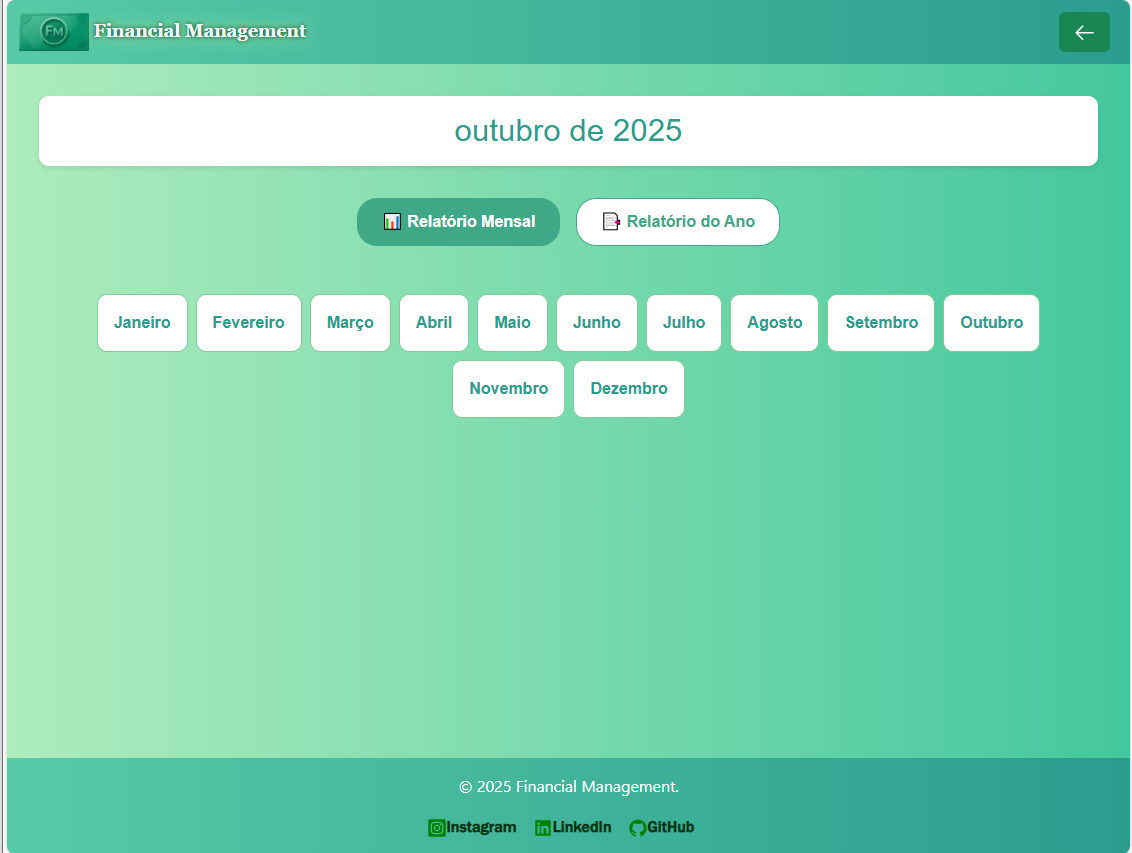 FM Financial Management
outubro de 2025
Relatório Mensal Relatório do Ano
Janeiro Fevereiro Março Abril Maio Junho Julho Agosto Setembro Outubro
Novembro Dezembro
© 2025 Financial Management.
Instagram LinkedIn GitHub